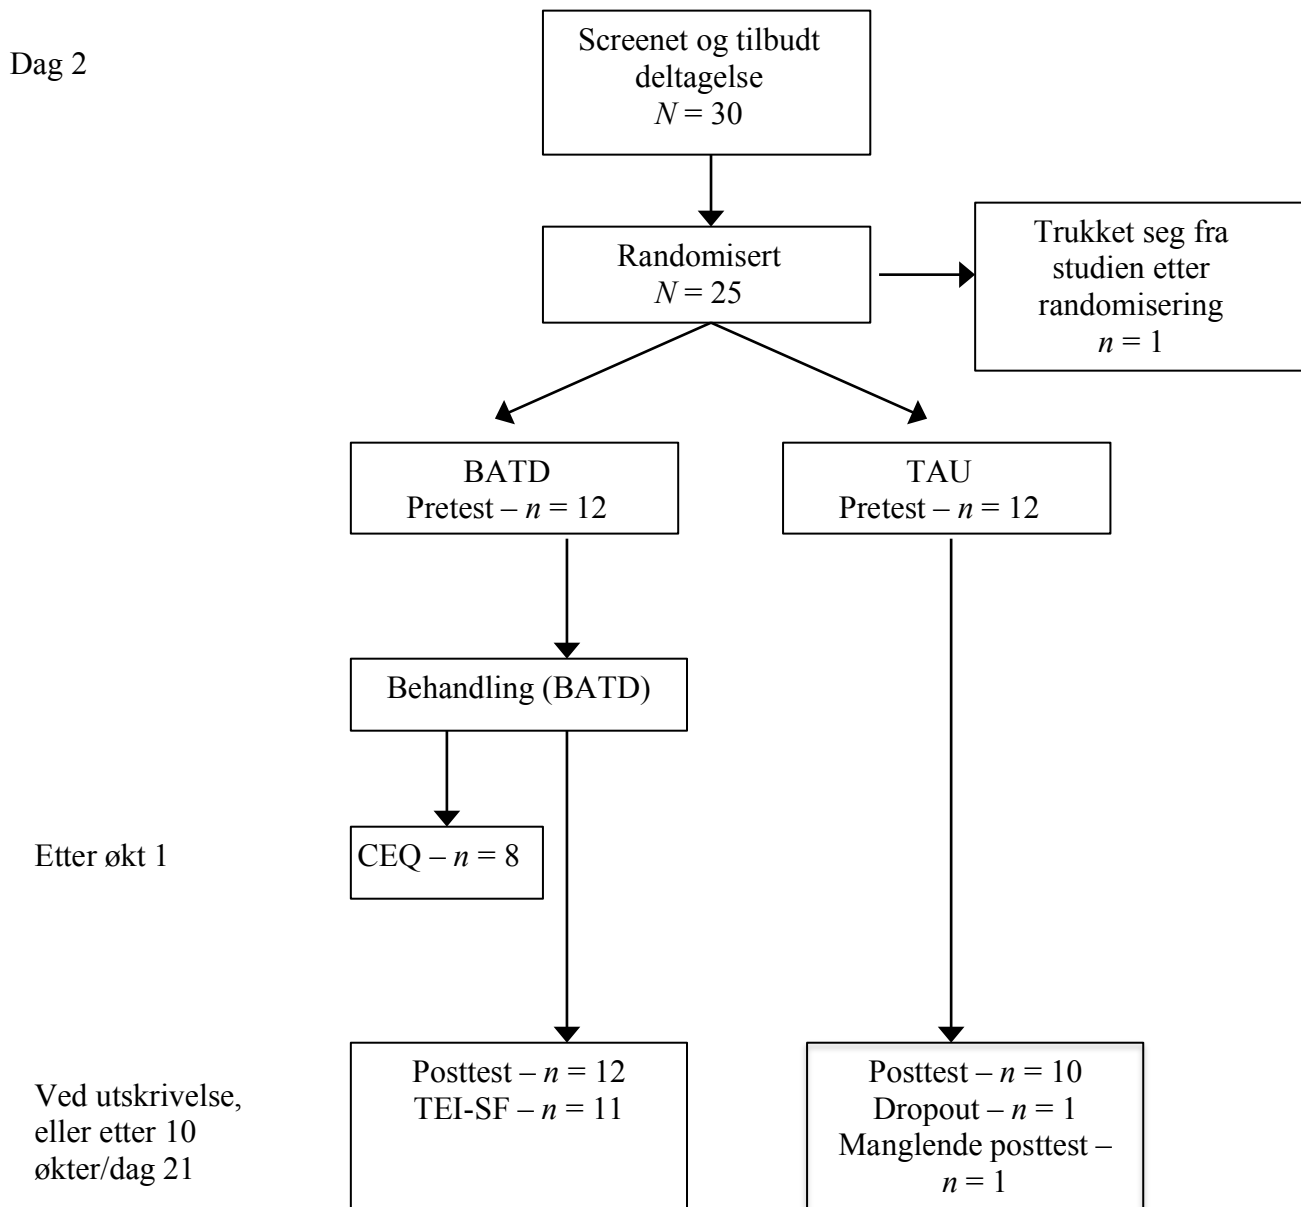 Dag 2
Screenet og tilbudt
deltagelse
N = 30
Randomisert
N = 25
Trukket seg fra
studien etter
randomisering
n = 1
BATD
Pretest – n = 12
TAU
Pretest – n = 12
Behandling (BATD)
Etter økt 1
CEQ – n = 8
Ved utskrivelse,
eller etter 10
økter/dag 21
Posttest – n = 12
TEI-SF – n = 11
Posttest – n = 10
Dropout – n = 1
Manglende posttest –
n = 1